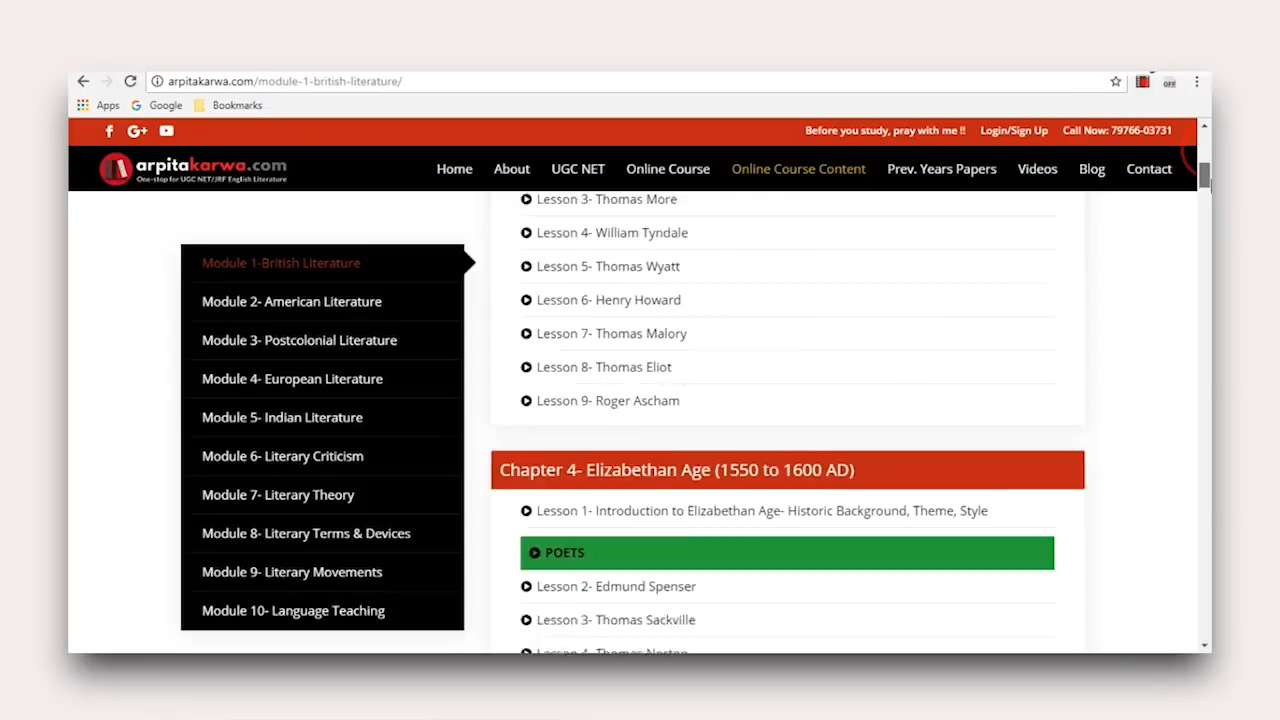 arpitakarwa.com/module-1-british-literature/
OFF
Apps
Google
Bookmarks
Before you study, pray with me !!
Login/Sign Up
Call Now: 79766-03731
arpitakarwa.com
One-stop for UGC NET/JRF English Literature
Home
About
UGC NET
Online Course
Online Course Content
Prev. Years Papers
Videos
Blog
Contact
Module 1-British Literature
Module 2- American Literature
Module 3- Postcolonial Literature
Module 4- European Literature
Module 5- Indian Literature
Module 6- Literary Criticism
Module 7- Literary Theory
Module 8- Literary Terms & Devices
Module 9- Literary Movements
Module 10- Language Teaching
Lesson 3- Thomas More
Lesson 4- William Tyndale
Lesson 5- Thomas Wyatt
Lesson 6- Henry Howard
Lesson 7- Thomas Malory
Lesson 8- Thomas Eliot
Lesson 9- Roger Ascham
Chapter 4- Elizabethan Age (1550 to 1600 AD)
Lesson 1- Introduction to Elizabethan Age- Historic Background, Theme, Style
POETS
Lesson 2- Edmund Spenser
Lesson 3- Thomas Sackville
Lesson 4- Thomas Norton